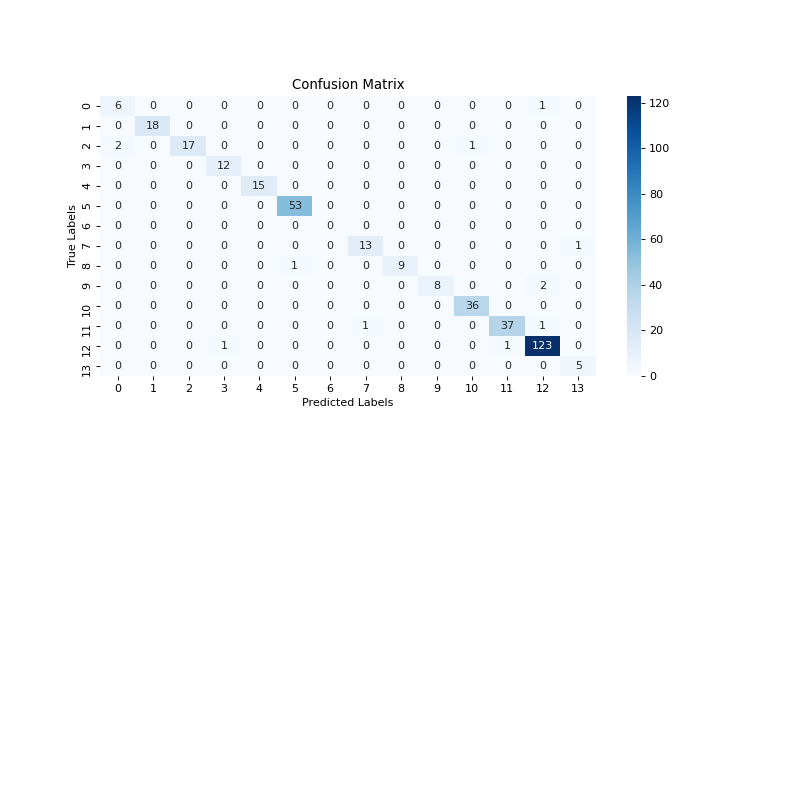 Confusion Matrix
0 6 0 0 0 0 0 0 0 0 0 0 0 1 0
1 0 18 0 0 0 0 0 0 0 0 0 0 0 0
2 2 0 17 0 0 0 0 0 0 0 1 0 0 0
3 0 0 0 12 0 0 0 0 0 0 0 0 0 0
4 0 0 0 0 15 0 0 0 0 0 0 0 0 0
5 0 0 0 0 0 53 0 0 0 0 0 0 0 0
6 0 0 0 0 0 0 0 0 0 0 0 0 0 0
7 0 0 0 0 0 0 0 13 0 0 0 0 0 1
8 0 0 0 0 0 1 0 0 9 0 0 0 0 0
9 0 0 0 0 0 0 0 0 0 8 0 0 2 0
10 0 0 0 0 0 0 0 0 0 0 36 0 0 0
11 0 0 0 0 0 0 0 1 0 0 0 37 1 0
12 0 0 0 1 0 0 0 0 0 0 0 1 123 0
13 0 0 0 0 0 0 0 0 0 0 0 0 0 5
0 1 2 3 4 5 6 7 8 9 10 11 12 13
Predicted Labels
True Labels
120
100
80
60
40
20
0